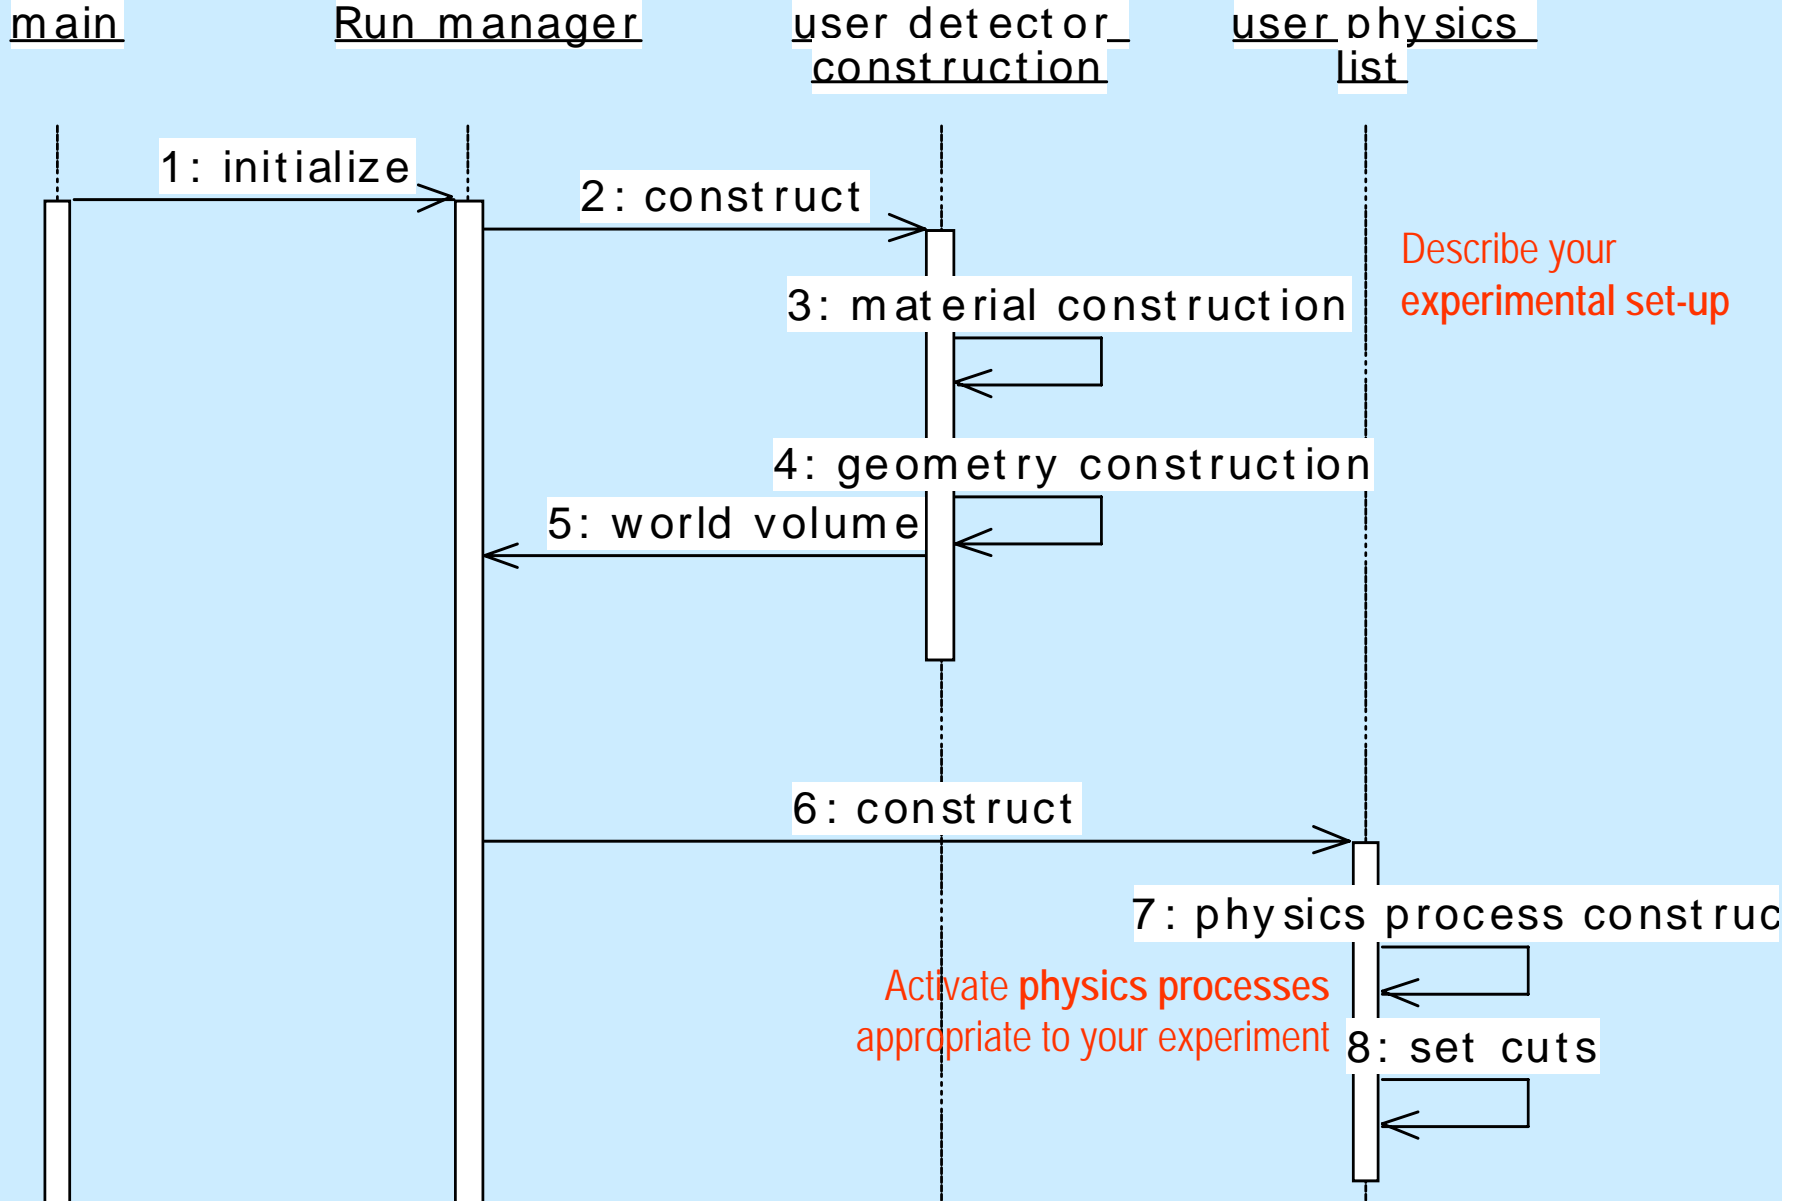 main
Run manager
user detector
construction
user physics
list
1: initialize
2: construct
3: material construction
Describe your
experimental set-up
4: geometry construction
5: world volume
6: construct
7: physics process construc
Activate physics processes
appropriate to your experiment
8: set cuts